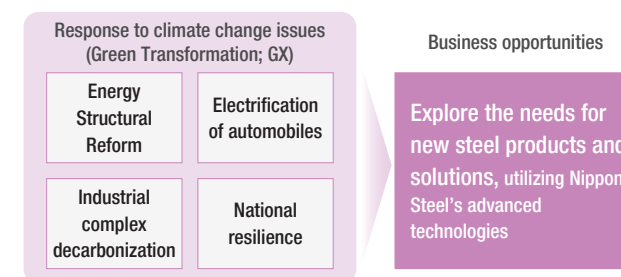 Response to climate change issues
(Green Transformation; GX)
Energy
Structural
Reform
Electrification
of automobiles
Industrial
complex
decarbonization
National
resilience
Business opportunities
Explore the needs for
new steel products and
solutions, utilizing Nippon
Steel's advanced
technologies